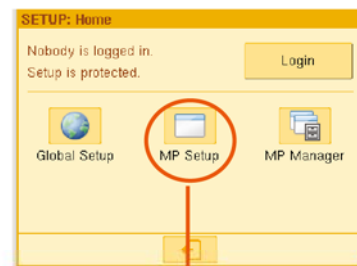 SETUP: Home
Nobody is logged in.
Setup is protected.
Login
Global Setup
MP Setup
MP Manager